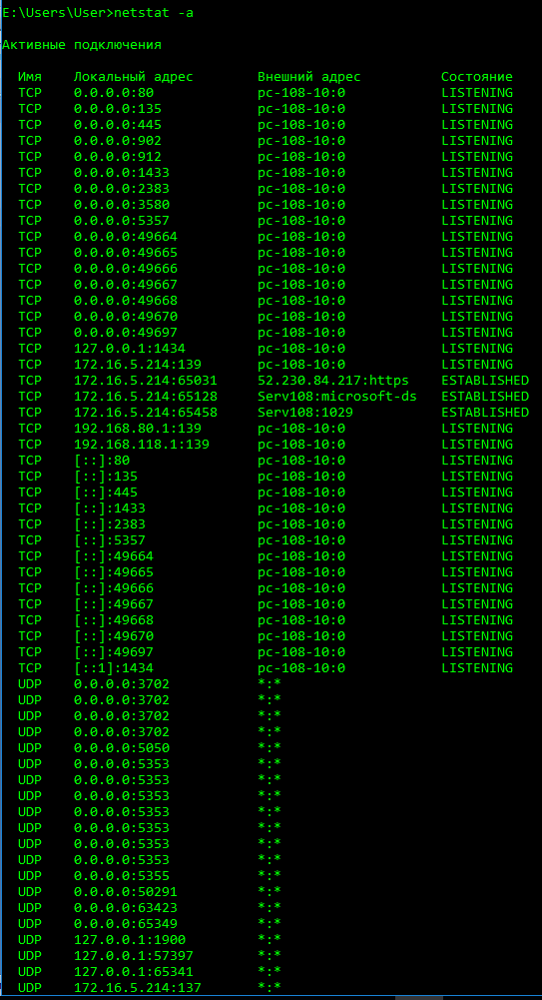 E:\Users\User>netstat -a
Активные подключения
Имя Локальный адрес Внешний адрес Состояние
TCP 0.0.0.0:80 pc-108-10:0 LISTENING
TCP 0.0.0.0:135 pc-108-10:0 LISTENING
TCP 0.0.0.0:445 pc-108-10:0 LISTENING
TCP 0.0.0.0:902 pc-108-10:0 LISTENING
TCP 0.0.0.0:912 pc-108-10:0 LISTENING
TCP 0.0.0.0:1433 pc-108-10:0 LISTENING
TCP 0.0.0.0:2383 pc-108-10:0 LISTENING
TCP 0.0.0.0:3580 pc-108-10:0 LISTENING
TCP 0.0.0.0:5357 pc-108-10:0 LISTENING
TCP 0.0.0.0:49664 pc-108-10:0 LISTENING
TCP 0.0.0.0:49665 pc-108-10:0 LISTENING
TCP 0.0.0.0:49666 pc-108-10:0 LISTENING
TCP 0.0.0.0:49667 pc-108-10:0 LISTENING
TCP 0.0.0.0:49668 pc-108-10:0 LISTENING
TCP 0.0.0.0:49670 pc-108-10:0 LISTENING
TCP 0.0.0.0:49697 pc-108-10:0 LISTENING
TCP 127.0.0.1:1434 pc-108-10:0 LISTENING
TCP 172.16.5.214:139 pc-108-10:0 LISTENING
TCP 172.16.5.214:65031 52.230.84.217:https ESTABLISHED
TCP 172.16.5.214:65128 Serv108:microsoft-ds ESTABLISHED
TCP 172.16.5.214:65458 Serv108:1029 ESTABLISHED
TCP 192.168.80.1:139 pc-108-10:0 LISTENING
TCP 192.168.118.1:139 pc-108-10:0 LISTENING
TCP [::]:80 pc-108-10:0 LISTENING
TCP [::]:135 pc-108-10:0 LISTENING
TCP [::]:445 pc-108-10:0 LISTENING
TCP [::]:1433 pc-108-10:0 LISTENING
TCP [::]:2383 pc-108-10:0 LISTENING
TCP [::]:5357 pc-108-10:0 LISTENING
TCP [::]:49664 pc-108-10:0 LISTENING
TCP [::]:49665 pc-108-10:0 LISTENING
TCP [::]:49666 pc-108-10:0 LISTENING
TCP [::]:49667 pc-108-10:0 LISTENING
TCP [::]:49668 pc-108-10:0 LISTENING
TCP [::]:49670 pc-108-10:0 LISTENING
TCP [::]:49697 pc-108-10:0 LISTENING
TCP [::1]:1434 pc-108-10:0 LISTENING
UDP 0.0.0.0:3702 *:*
UDP 0.0.0.0:3702 *:*
UDP 0.0.0.0:3702 *:*
UDP 0.0.0.0:3702 *:*
UDP 0.0.0.0:5050 *:*
UDP 0.0.0.0:5353 *:*
UDP 0.0.0.0:5353 *:*
UDP 0.0.0.0:5353 *:*
UDP 0.0.0.0:5353 *:*
UDP 0.0.0.0:5353 *:*
UDP 0.0.0.0:5353 *:*
UDP 0.0.0.0:5353 *:*
UDP 0.0.0.0:5355 *:*
UDP 0.0.0.0:50291 *:*
UDP 0.0.0.0:63423 *:*
UDP 0.0.0.0:65349 *:*
UDP 127.0.0.1:1900 *:*
UDP 127.0.0.1:57397 *:*
UDP 127.0.0.1:65341 *:*
UDP 172.16.5.214:137 *:*